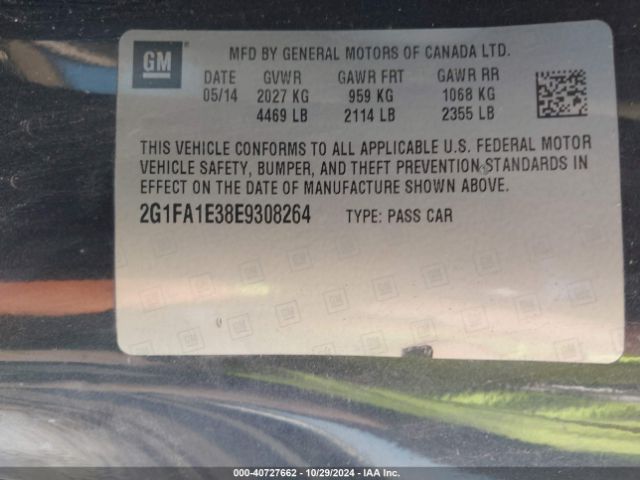 GM
MFD BY GENERAL MOTORS OF CANADA LTD.
DATE GVWR GAWR FRT GAWR RR
05/14 2027 KG 959 KG 1068 KG
4469 LB 2114 LB 2355 LB
THIS VEHICLE CONFORMS TO ALL APPLICABLE U.S. FEDERAL MOTOR
VEHICLE SAFETY, BUMPER, AND THEFT PREVENTION STANDARDS IN
EFFECT ON THE DATE OF MANUFACTURE SHOWN ABOVE.
2G1FA1E38E9308264 TYPE: PASS CAR
000-40727662 - 10/29/2024 - IAA Inc.